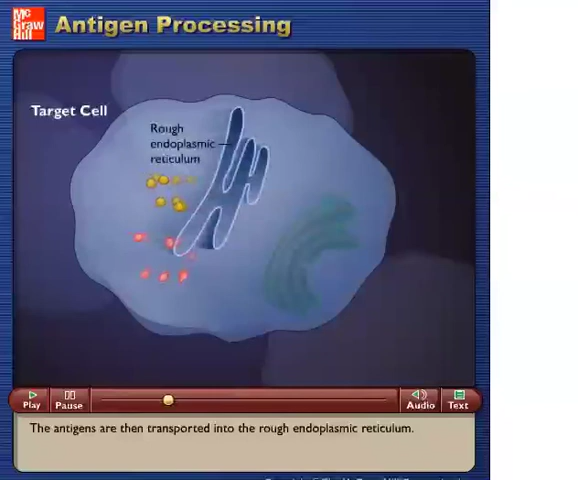 Mc
Graw
Hill
Antigen Processing
Target Cell
Rough
endoplasmic
reticulum
Play
Pause
Audio
Text
The antigens are then transported into the rough endoplasmic reticulum.